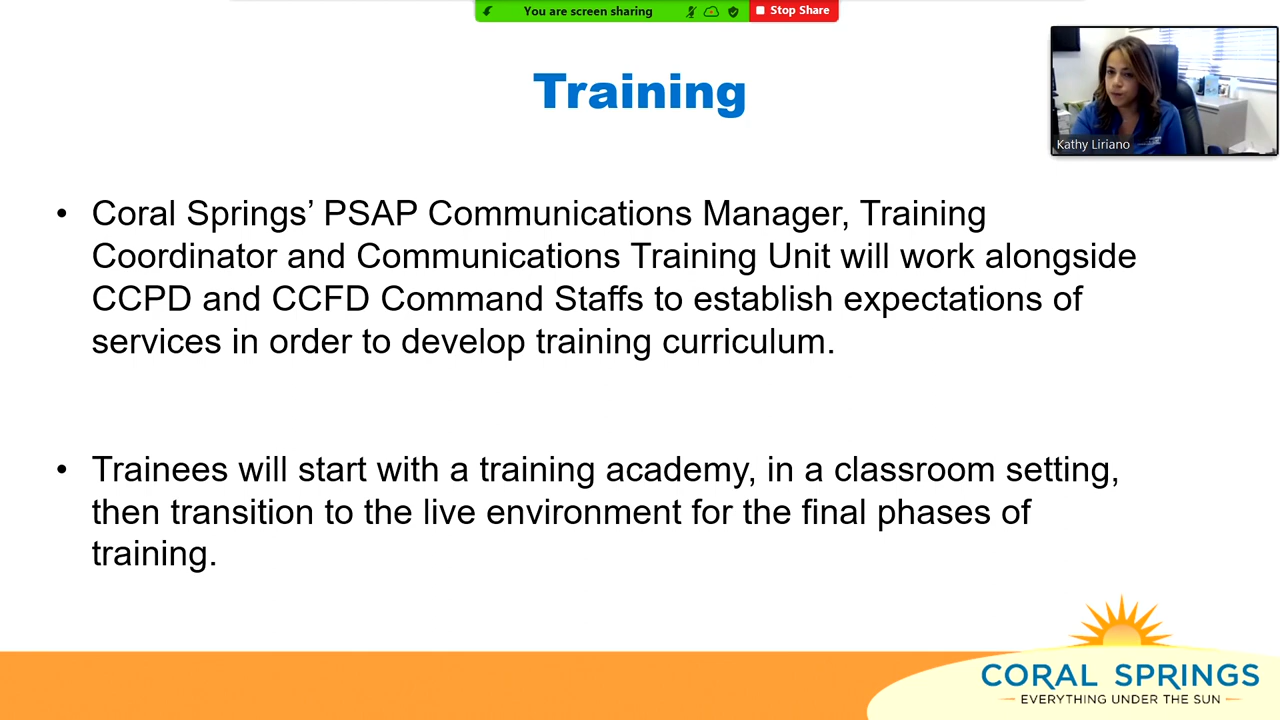 You are screen sharing
Stop Share
Training
Kathy Liriano
• Coral Springs’ PSAP Communications Manager, Training
Coordinator and Communications Training Unit will work alongside
CCPD and CCFD Command Staffs to establish expectations of
services in order to develop training curriculum.
• Trainees will start with a training academy, in a classroom setting,
then transition to the live environment for the final phases of
training.
CORAL SPRINGS
EVERYTHING UNDER THE SUN